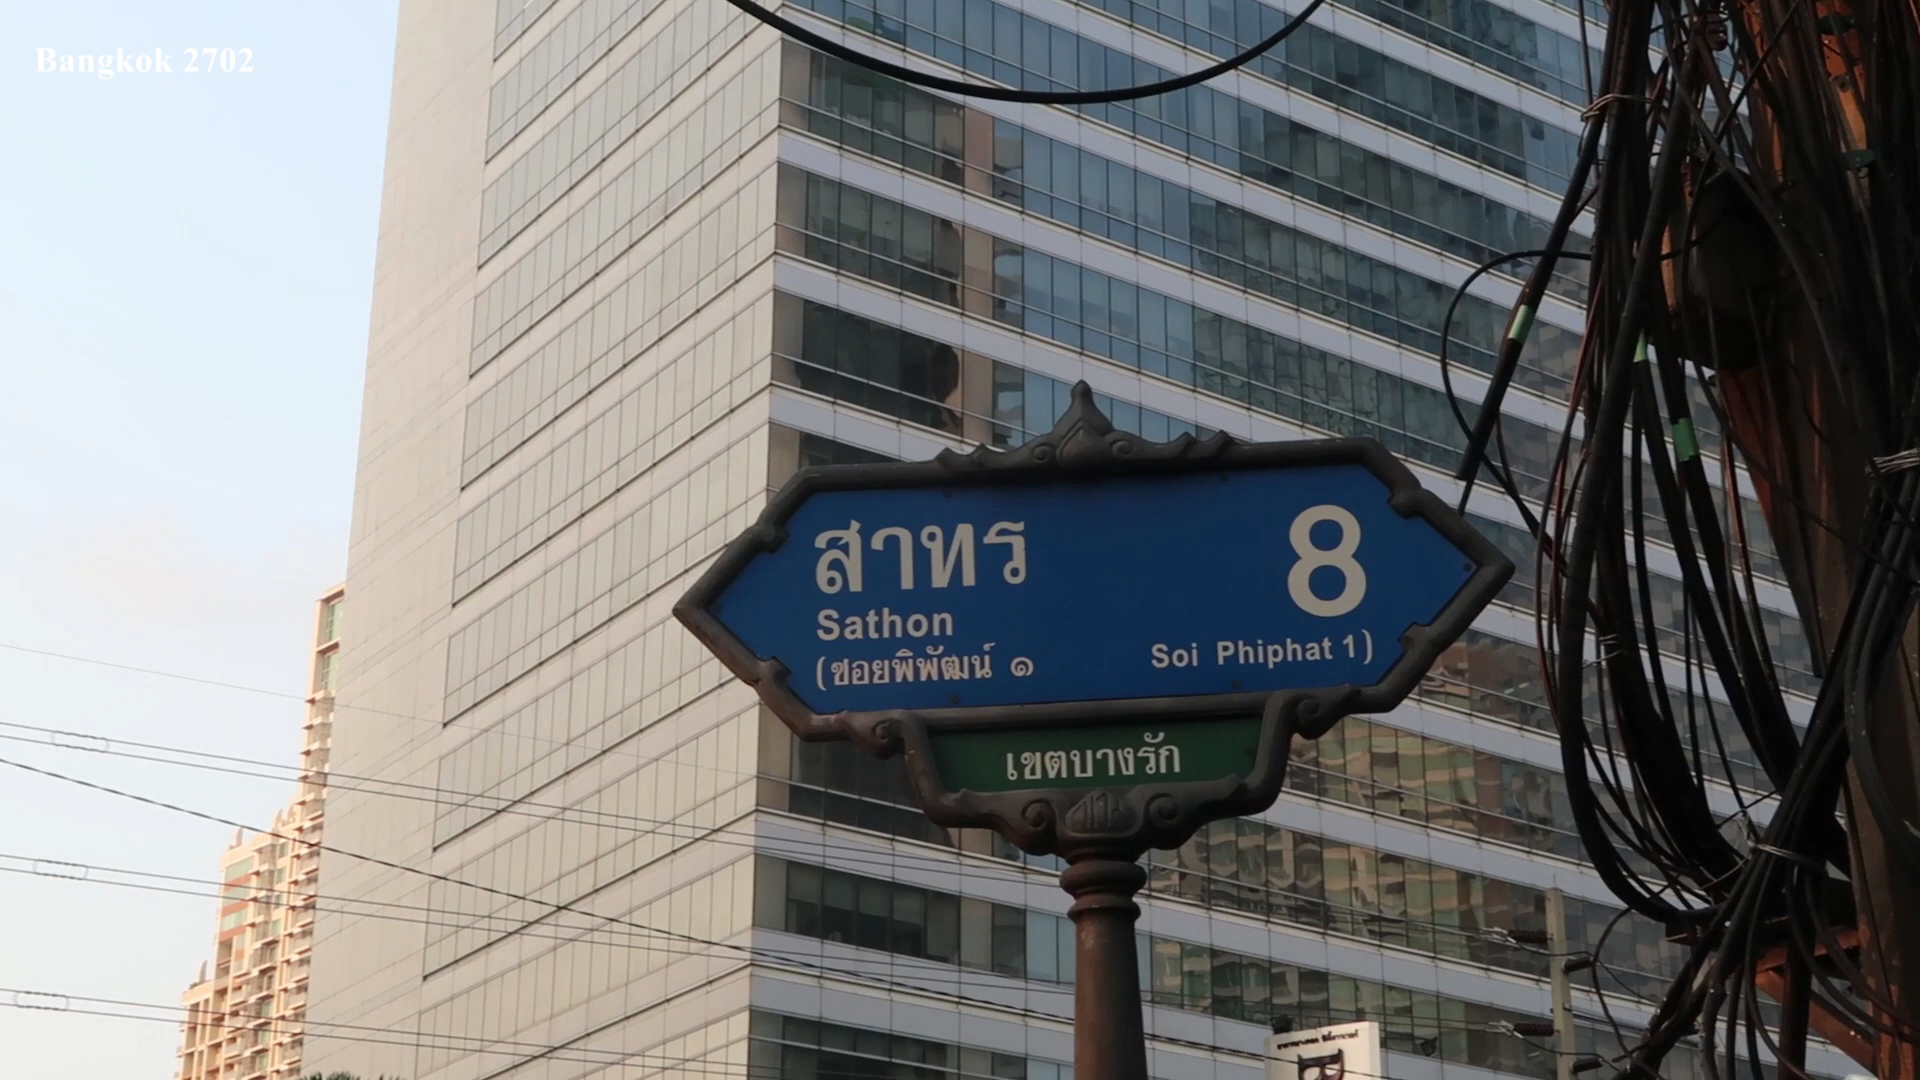 Bangkok 2702
สาทร 8
Sathon
(ซอยพิพัฒน์ ๑ Soi Phiphat 1)
เขตบางรัก